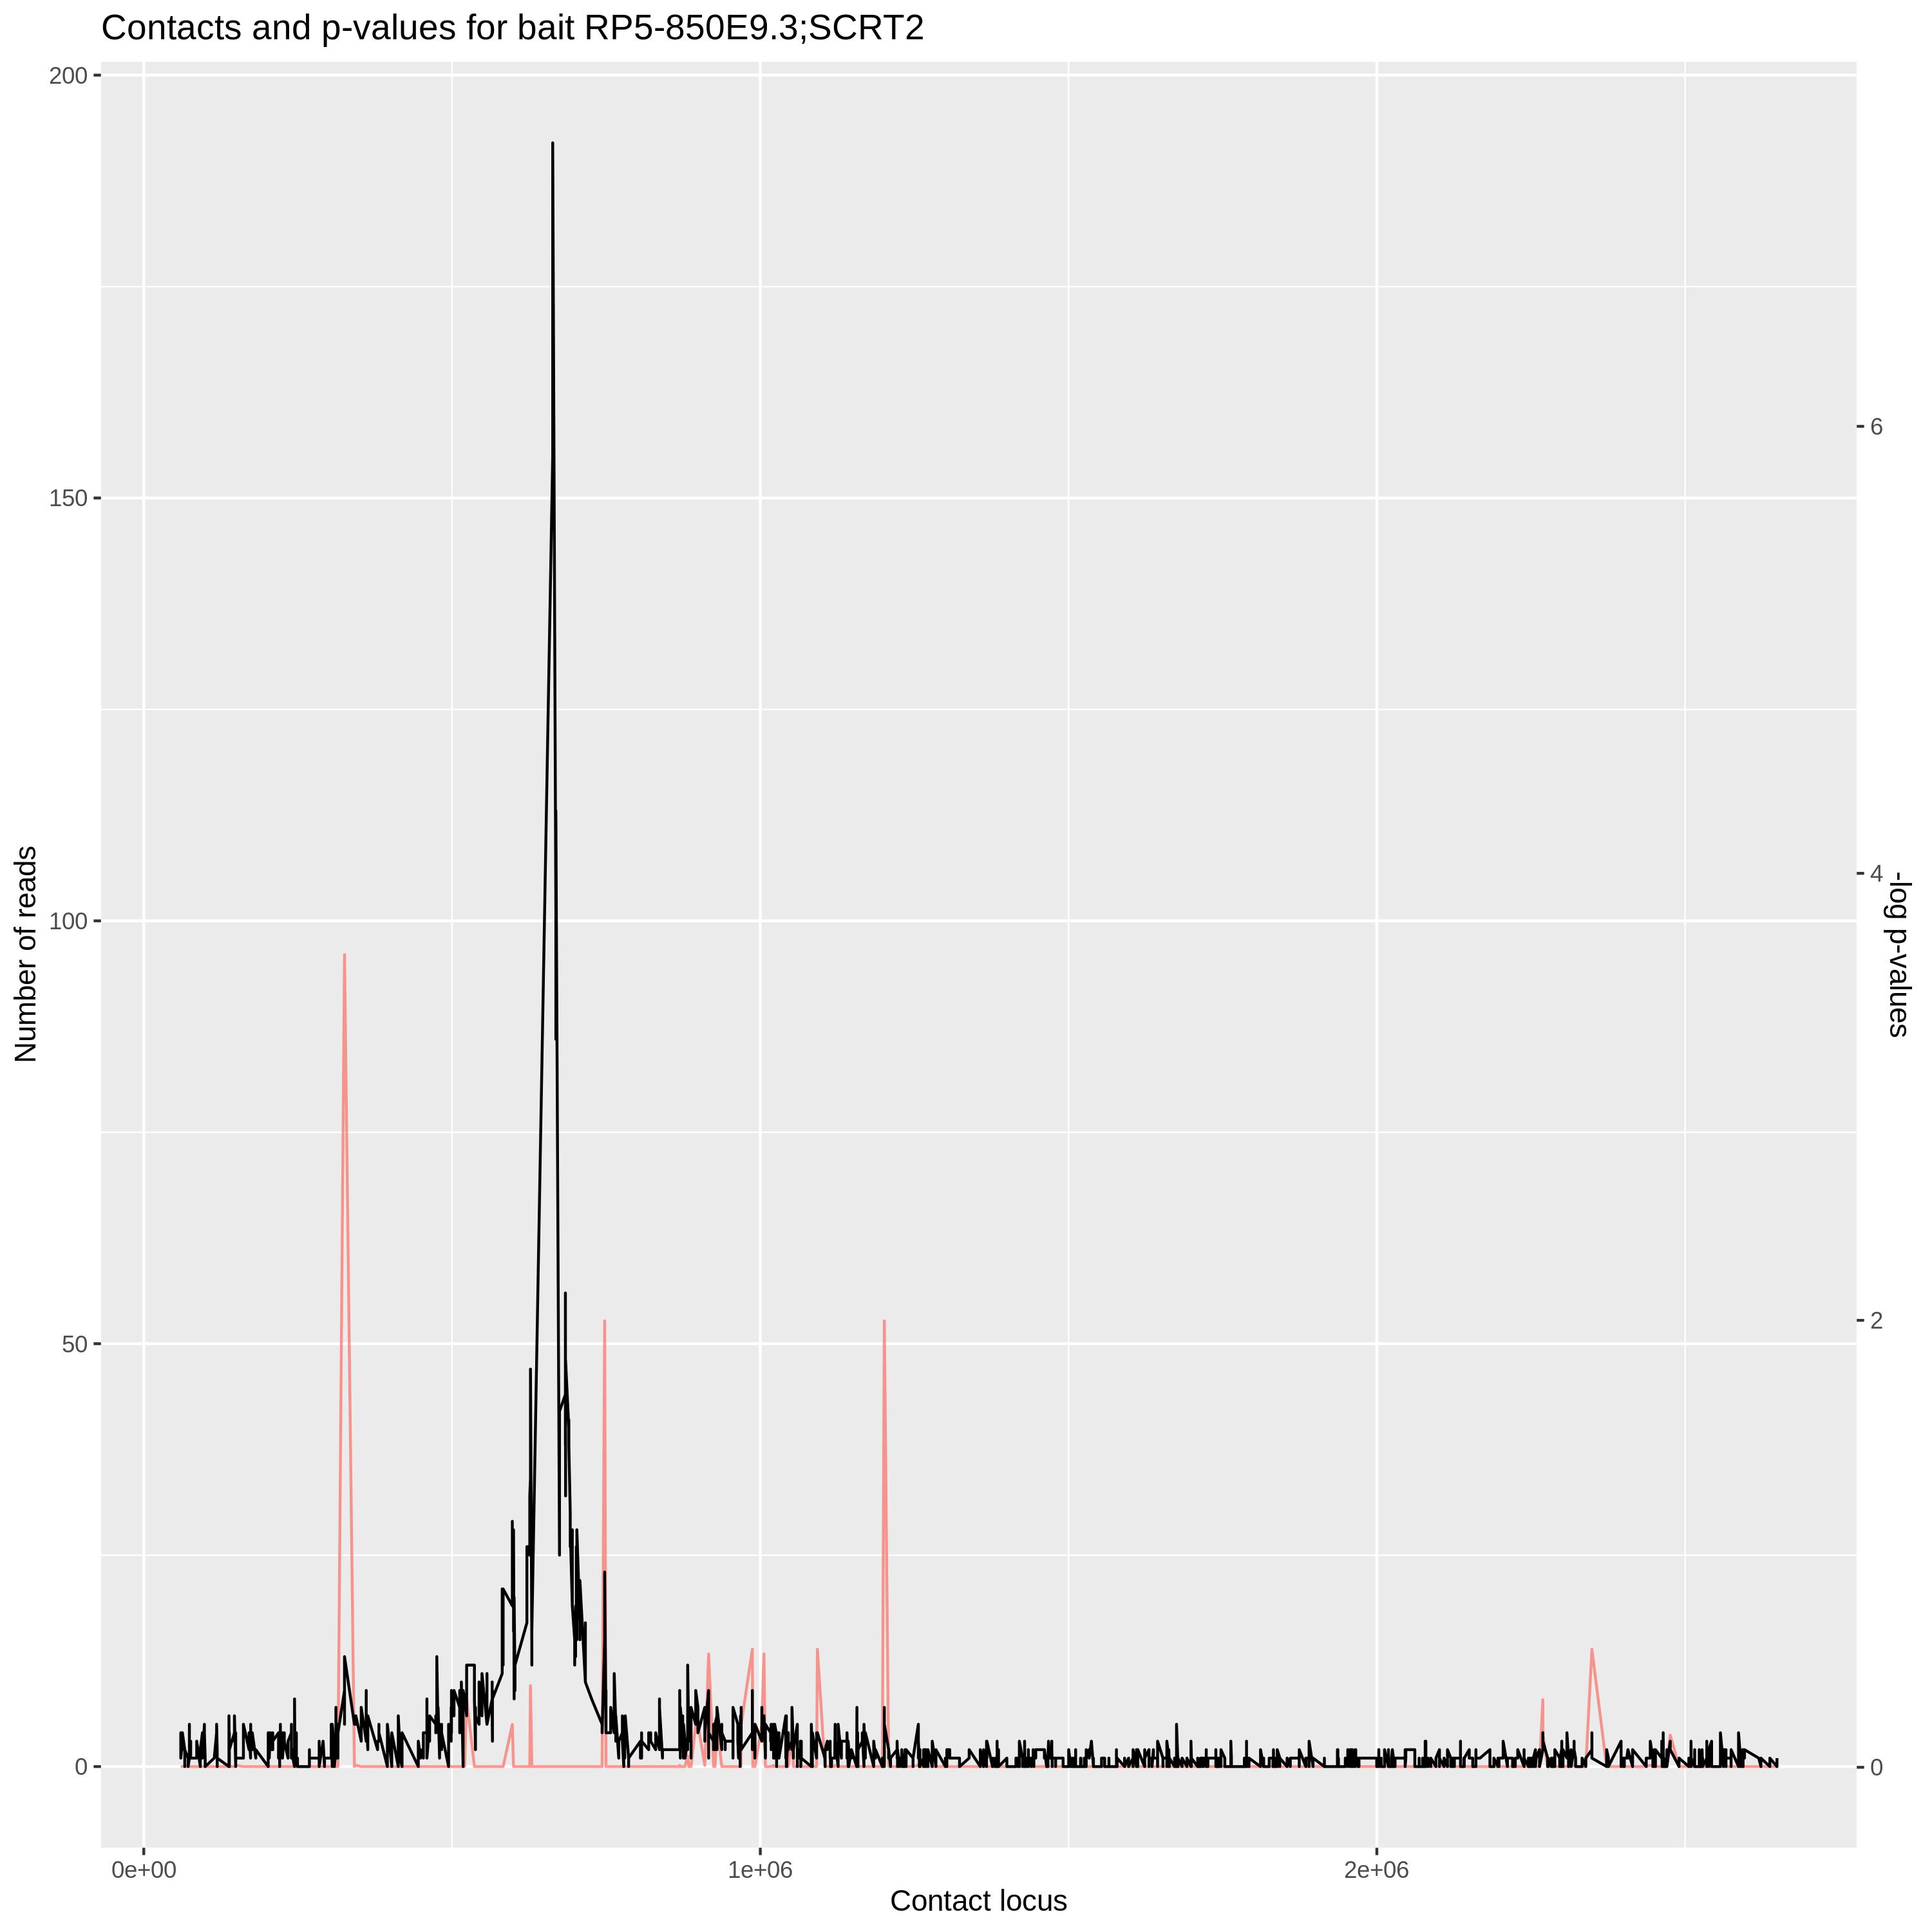 Contacts and p-values for bait RP5-850E9.3;SCRT2
200
150
100
50
0
Number of reads
6
4
2
0
-log p-values
0e+00 1e+06 2e+06
Contact locus